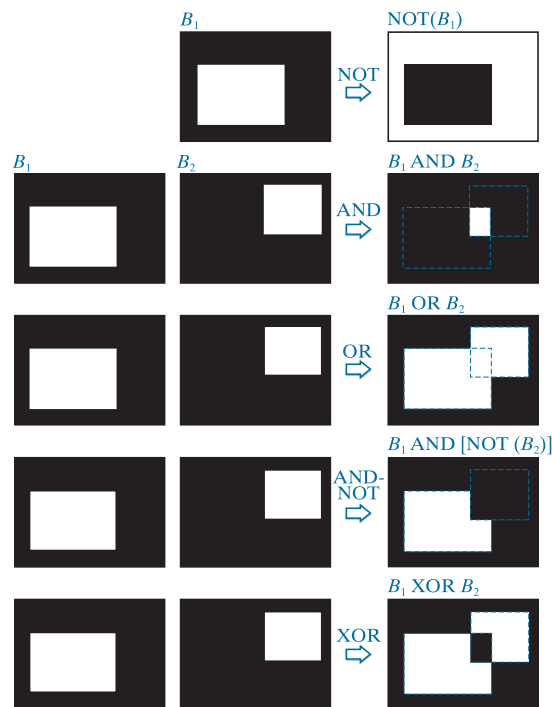 B₁
NOT(B₁)
NOT
B₁
B₂
B₁ AND B₂
AND
B₁ OR B₂
OR
B₁ AND [NOT (B₂)]
AND-
NOT
B₁ XOR B₂
XOR